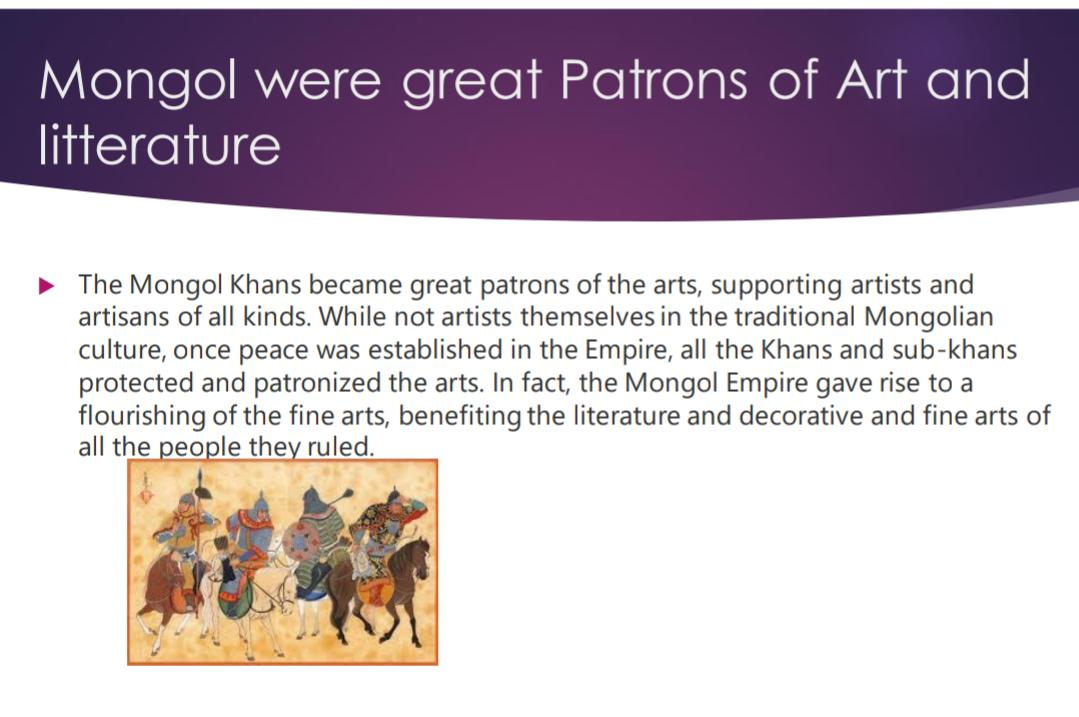 Mongol were great Patrons of Art and
litterature
The Mongol Khans became great patrons of the arts, supporting artists and
artisans of all kinds. While not artists themselves in the traditional Mongolian
culture, once peace was established in the Empire, all the Khans and sub-khans
protected and patronized the arts. In fact, the Mongol Empire gave rise to a
flourishing of the fine arts, benefiting the literature and decorative and fine arts of
all the people they ruled.